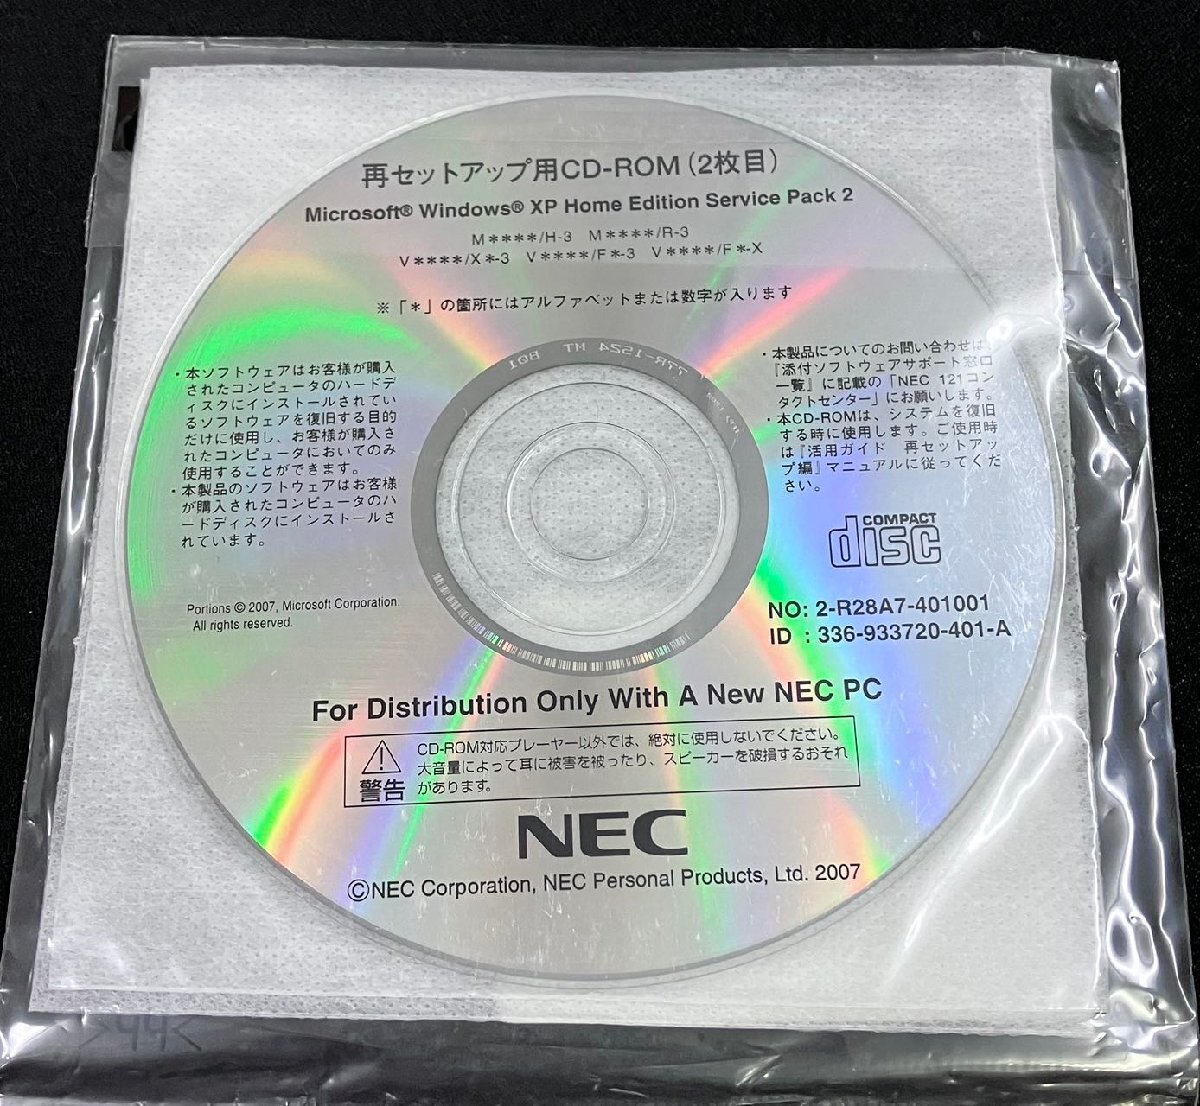 再セットアップ用CD-ROM(2枚目)
Microsoft® Windows® XP Home Edition Service Pack 2
M****/H-3 M****/R-3
V****/X*-3 V****/F*-3 V****/F*-X
※「*」の箇所にはアルファベットまたは数字が入ります
・本ソフトウェアはお客様が購入
されたコンピュータのハードデ
ィスクにインストールされてい
るソフトウェアを復旧する目的
だけに使用し、お客様が購入さ
れたコンピュータにおいてのみ
使用することができます。
・本製品のソフトウェアはお客様
が購入されたコンピュータのハ
ードディスクにインストールさ
れています。
・本製品についてのお問い合わせは、
『添付ソフトウェアサポート窓口
一覧』に記載の「NEC 121コン
タクトセンター」にお願いします。
・本CD-ROMは、システムを復旧
する時に使用します。ご使用時
は『活用ガイド 再セットアッ
プ編』マニュアルに従ってくだ
さい。
COMPACT
disc
Portions © 2007, Microsoft Corporation.
All rights reserved.
NO: 2-R28A7-401001
ID : 336-933720-401-A
For Distribution Only With A New NEC PC
警告
CD-ROM対応プレーヤー以外では、絶対に使用しないでください。
大音量によって耳に被害を被ったり、スピーカーを破損するおそれ
があります。
NEC
©NEC Corporation, NEC Personal Products, Ltd. 2007